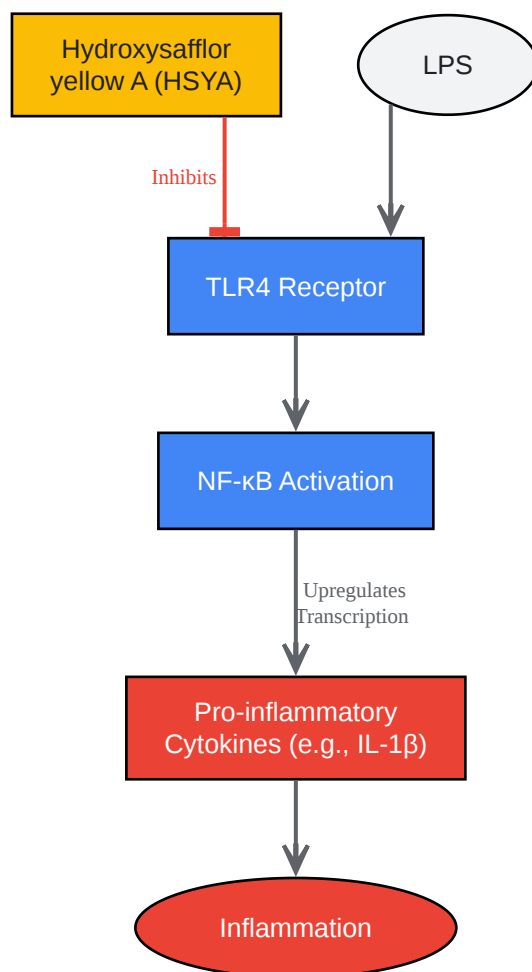 Hydroxysafflor
yellow A (HSYA)
LPS
Inhibits
TLR4 Receptor
NF-κB Activation
Upregulates
Transcription
Pro-inflammatory
Cytokines (e.g., IL-1β)
Inflammation